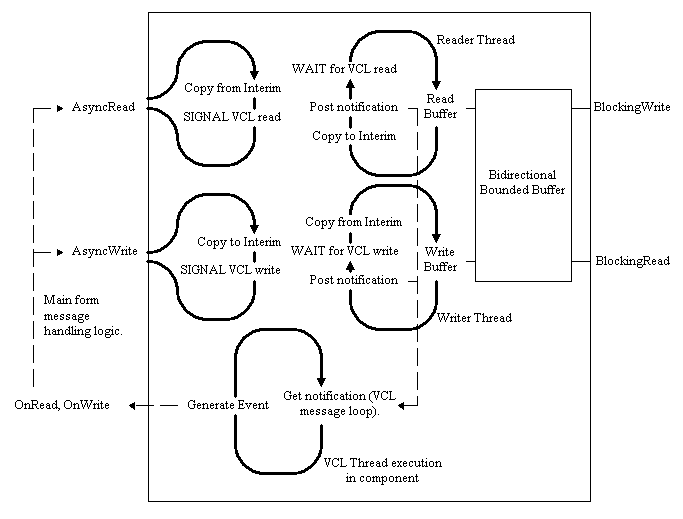 Reader Thread
WAIT for VCL read
Copy from Interim
AsyncRead
SIGNAL VCL read
Post notification
Read
Buffer
Copy to Interim
BlockingWrite
Bidirectional
Bounded Buffer
AsyncWrite
Copy to Interim
SIGNAL VCL write
Copy from Interim
WAIT for VCL write
Write
Buffer
Post notification
BlockingRead
Writer Thread
Main form
message
handling logic.
OnRead, OnWrite
Generate Event
Get notification (VCL
message loop).
VCL Thread execution
in component